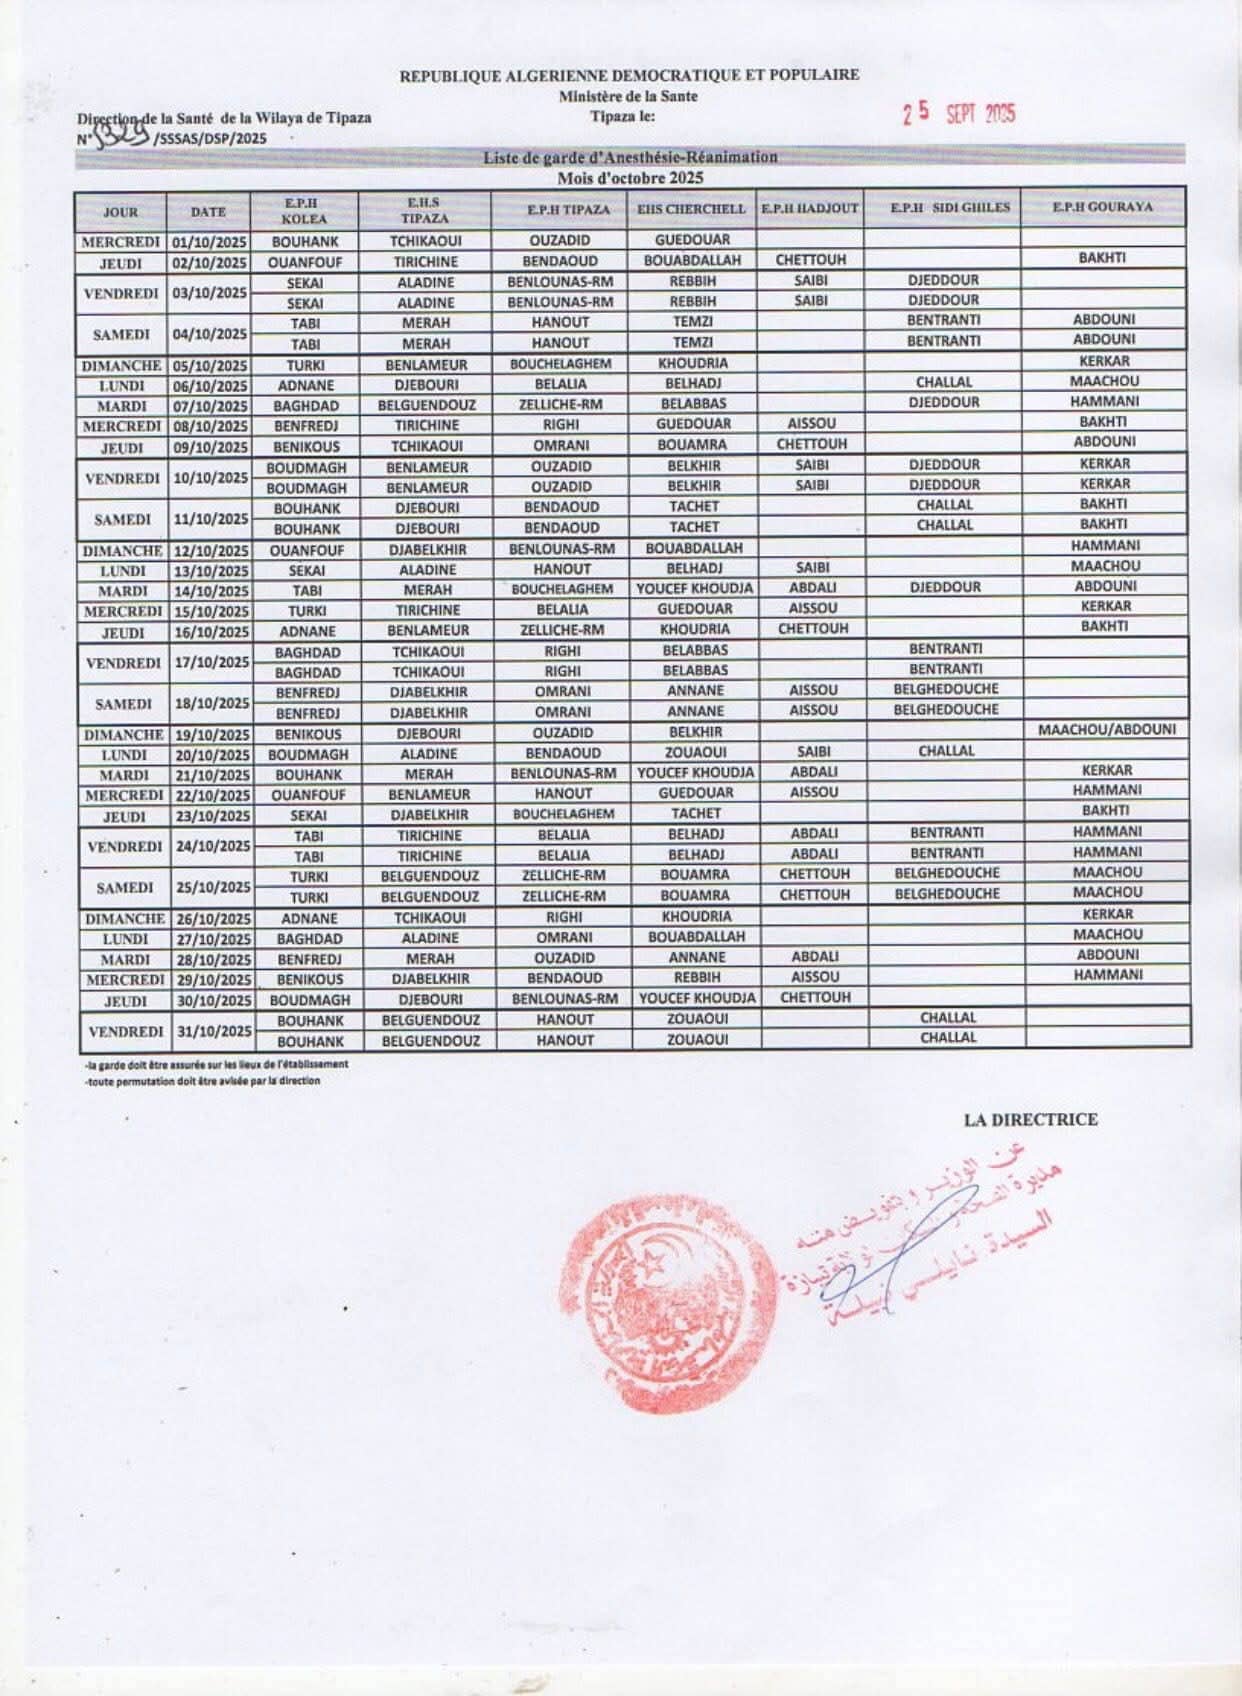 REPUBLIQUE ALGERIENNE DEMOCRATIQUE ET POPULAIRE
Ministère de la Sante
Direction de la Santé de la Wilaya de Tipaza Tipaza le: 25 SEPT 2025
N° 1329 /SSSAS/DSP/2025
Liste de garde d'Anesthésie-Réanimation
Mois d'octobre 2025
JOUR DATE E.P.H KOLEA E.H.S TIPAZA E.P.H TIPAZA EHS CHERCHELL E.P.H HADJOUT E.P.H SIDI GHILES E.P.H GOURAYA
MERCREDI 01/10/2025 BOUHANK TCHIKAOUI OUZADID GUEDOUAR
JEUDI 02/10/2025 OUANFOUF TIRICHINE BENDAOUD BOUABDALLAH CHETTOUH BAKHTI
VENDREDI 03/10/2025 SEKAI ALADINE BENLOUNAS-RM REBBIH SAIBI DJEDDOUR
SEKAI ALADINE BENLOUNAS-RM REBBIH SAIBI DJEDDOUR
SAMEDI 04/10/2025 TABI MERAH HANOUT TEMZI BENTRANTI ABDOUNI
TABI MERAH HANOUT TEMZI BENTRANTI ABDOUNI
DIMANCHE 05/10/2025 TURKI BENLAMEUR BOUCHELAGHEM KHOUDRIA KERKAR
LUNDI 06/10/2025 ADNANE DJEBOURI BELALIA BELHADJ CHALLAL MAACHOU
MARDI 07/10/2025 BAGHDAD BELGUENDOUZ ZELLICHE-RM BELABBAS DJEDDOUR HAMMANI
MERCREDI 08/10/2025 BENFREDJ TIRICHINE RIGHI GUEDOUAR AISSOU BAKHTI
JEUDI 09/10/2025 BENIKOUS TCHIKAOUI OMRANI BOUAMRA CHETTOUH ABDOUNI
VENDREDI 10/10/2025 BOUDMAGH BENLAMEUR OUZADID BELKHIR SAIBI DJEDDOUR KERKAR
BOUDMAGH BENLAMEUR OUZADID BELKHIR SAIBI DJEDDOUR KERKAR
SAMEDI 11/10/2025 BOUHANK DJEBOURI BENDAOUD TACHET CHALLAL BAKHTI
BOUHANK DJEBOURI BENDAOUD TACHET CHALLAL BAKHTI
DIMANCHE 12/10/2025 OUANFOUF DJABELKHIR BENLOUNAS-RM BOUABDALLAH HAMMANI
LUNDI 13/10/2025 SEKAI ALADINE HANOUT BELHADJ SAIBI MAACHOU
MARDI 14/10/2025 TABI MERAH BOUCHELAGHEM YOUCEF KHOUDJA ABDALI DJEDDOUR ABDOUNI
MERCREDI 15/10/2025 TURKI TIRICHINE BELALIA GUEDOUAR AISSOU KERKAR
JEUDI 16/10/2025 ADNANE BENLAMEUR ZELLICHE-RM KHOUDRIA CHETTOUH BAKHTI
VENDREDI 17/10/2025 BAGHDAD TCHIKAOUI RIGHI BELABBAS BENTRANTI
BAGHDAD TCHIKAOUI RIGHI BELABBAS BENTRANTI
SAMEDI 18/10/2025 BENFREDJ DJABELKHIR OMRANI ANNANE AISSOU BELGHEDOUCHE
BENFREDJ DJABELKHIR OMRANI ANNANE AISSOU BELGHEDOUCHE
DIMANCHE 19/10/2025 BENIKOUS DJEBOURI OUZADID BELKHIR MAACHOU/ABDOUNI
LUNDI 20/10/2025 BOUDMAGH ALADINE BENDAOUD ZOUAOUI SAIBI CHALLAL
MARDI 21/10/2025 BOUHANK MERAH BENLOUNAS-RM YOUCEF KHOUDJA ABDALI KERKAR
MERCREDI 22/10/2025 OUANFOUF BENLAMEUR HANOUT GUEDOUAR AISSOU HAMMANI
JEUDI 23/10/2025 SEKAI DJABELKHIR BOUCHELAGHEM TACHET BAKHTI
VENDREDI 24/10/2025 TABI TIRICHINE BELALIA BELHADJ ABDALI BENTRANTI HAMMANI
TABI TIRICHINE BELALIA BELHADJ ABDALI BENTRANTI HAMMANI
SAMEDI 25/10/2025 TURKI BELGUENDOUZ ZELLICHE-RM BOUAMRA CHETTOUH BELGHEDOUCHE MAACHOU
TURKI BELGUENDOUZ ZELLICHE-RM BOUAMRA CHETTOUH BELGHEDOUCHE MAACHOU
DIMANCHE 26/10/2025 ADNANE TCHIKAOUI RIGHI KHOUDRIA KERKAR
LUNDI 27/10/2025 BAGHDAD ALADINE OMRANI BOUABDALLAH MAACHOU
MARDI 28/10/2025 BENFREDJ MERAH OUZADID ANNANE ABDALI ABDOUNI
MERCREDI 29/10/2025 BENIKOUS DJABELKHIR BENDAOUD REBBIH AISSOU HAMMANI
JEUDI 30/10/2025 BOUDMAGH DJEBOURI BENLOUNAS-RM YOUCEF KHOUDJA CHETTOUH
VENDREDI 31/10/2025 BOUHANK BELGUENDOUZ HANOUT ZOUAOUI CHALLAL
BOUHANK BELGUENDOUZ HANOUT ZOUAOUI CHALLAL
-la garde doit être assurée sur les lieux de l'établissement
-toute permutation doit être avisée par la direction
LA DIRECTRICE
عن الوزير و بتفويض منه
مديرة الصحة
السيدة نايلي نبيلة